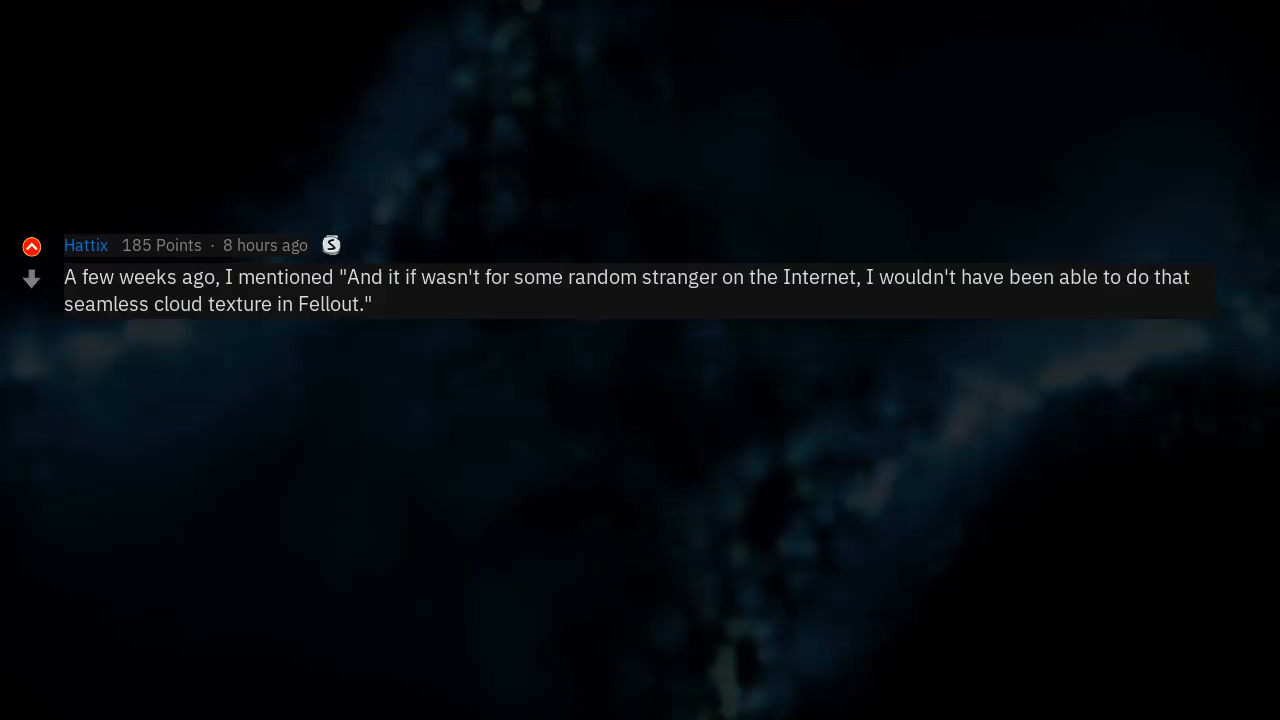 Hattix 185 Points · 8 hours ago
A few weeks ago, I mentioned "And it if wasn't for some random stranger on the Internet, I wouldn't have been able to do that
seamless cloud texture in Fellout."